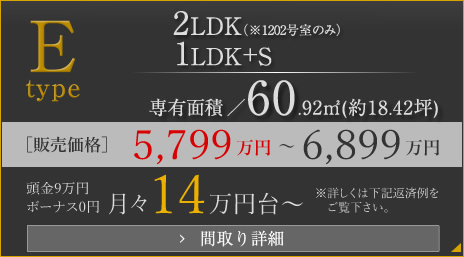 E
type
2LDK(※1202号室のみ)
1LDK+S
専有面積／60.92㎡(約18.42坪)
［販売価格］ 5,799万円 ～ 6,899万円
頭金9万円
ボーナス0円
月々14万円台～
※詳しくは下記返済例を
ご覧下さい。
› 間取り詳細